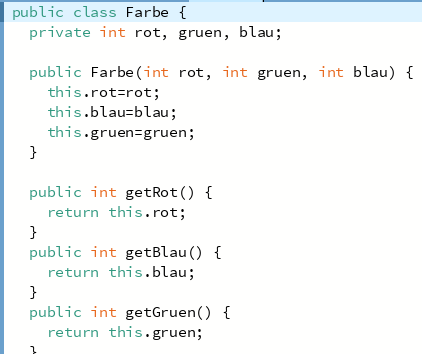 public class Farbe {
  private int rot, gruen, blau;

  public Farbe(int rot, int gruen, int blau) {
    this.rot=rot;
    this.blau=blau;
    this.gruen=gruen;
  }

  public int getRot() {
    return this.rot;
  }
  public int getBlau() {
    return this.blau;
  }
  public int getGruen() {
    return this.gruen;
  }